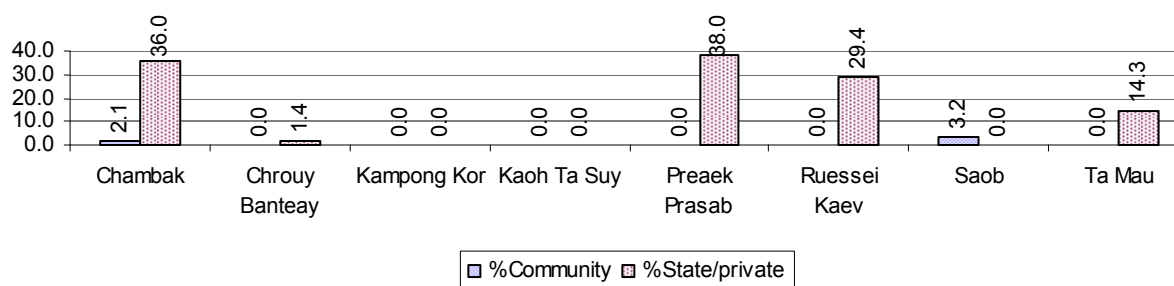 40.0
30.0
20.0
10.0
0.0
2.1
36.0
0.0
1.4
0.0
0.0
0.0
0.0
0.0
38.0
0.0
29.4
3.2
0.0
0.0
14.3
Chambak
Chrouy
Banteay
Kampong Kor
Kaoh Ta Suy
Preaek
Prasab
Ruessei
Kaev
Saob
Ta Mau
%Community
%State/private